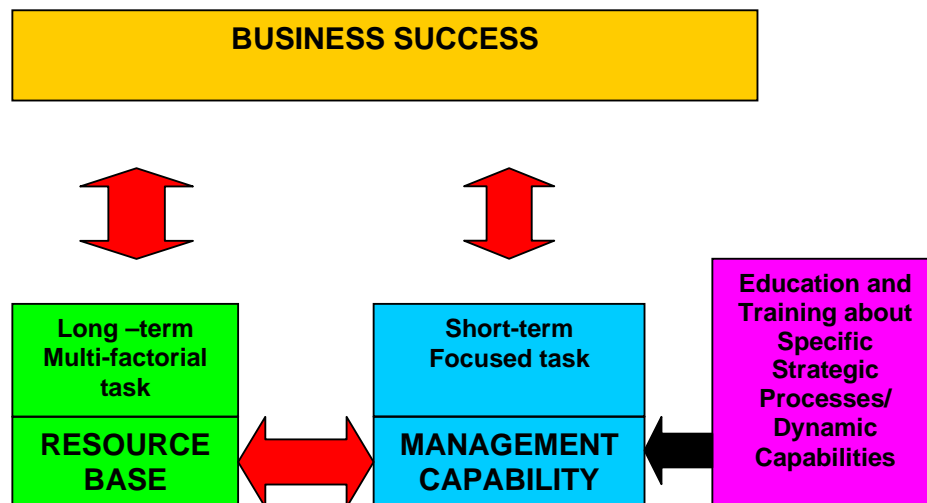 BUSINESS SUCCESS
Long –term
Multi-factorial
task
RESOURCE
BASE
Short-term
Focused task
MANAGEMENT
CAPABILITY
Education and
Training about
Specific
Strategic
Processes/
Dynamic
Capabilities